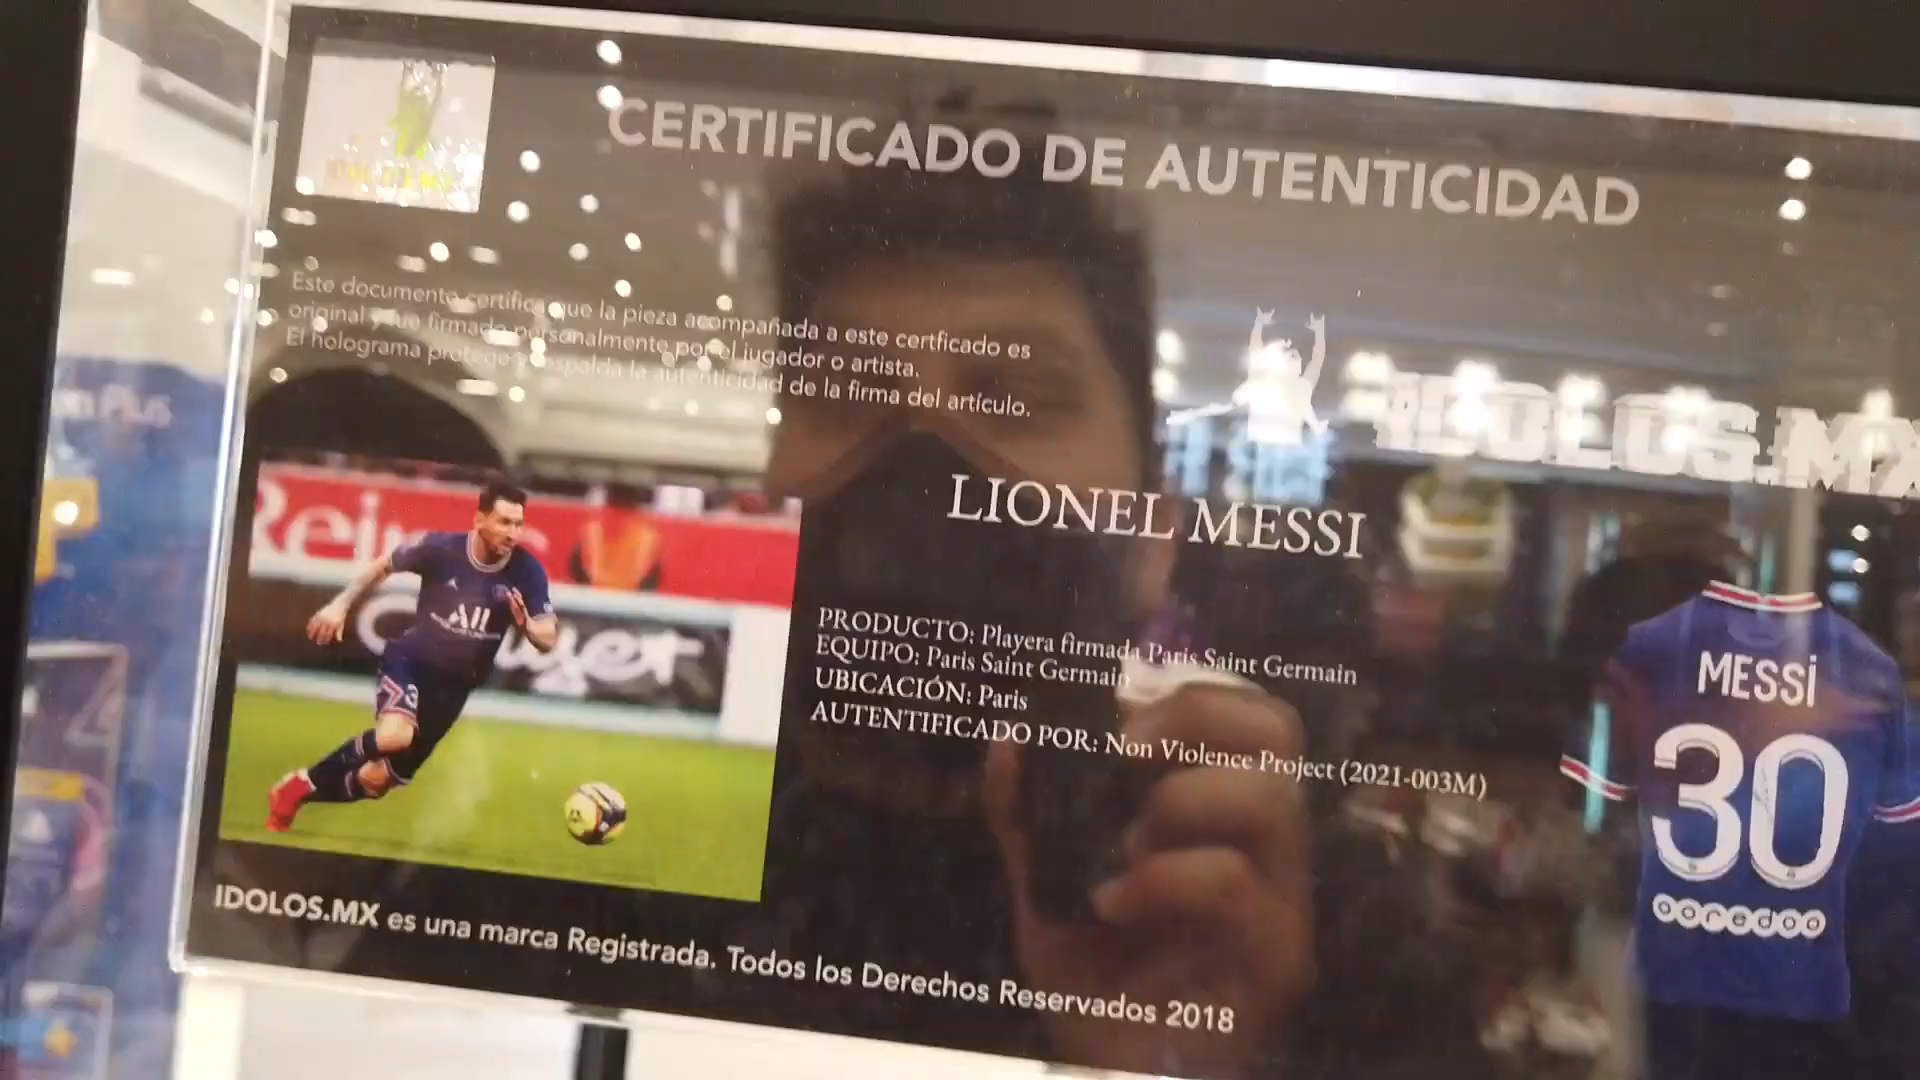 CERTIFICADO DE AUTENTICIDAD
Este documento certifica que la pieza acompañada a este certficado es
original y fue firmada personalmente por el jugador o artista.
El holograma protege y respalda la autenticidad de la firma del artículo.
IDOLOS.MX
LIONEL MESSI
PRODUCTO: Playera firmada Paris Saint Germain
EQUIPO: Paris Saint Germain
UBICACIÓN: Paris
AUTENTIFICADO POR: Non Violence Project (2021-003M)
MESSi
30
ooredoo
IDOLOS.MX es una marca Registrada. Todos los Derechos Reservados 2018
Plus